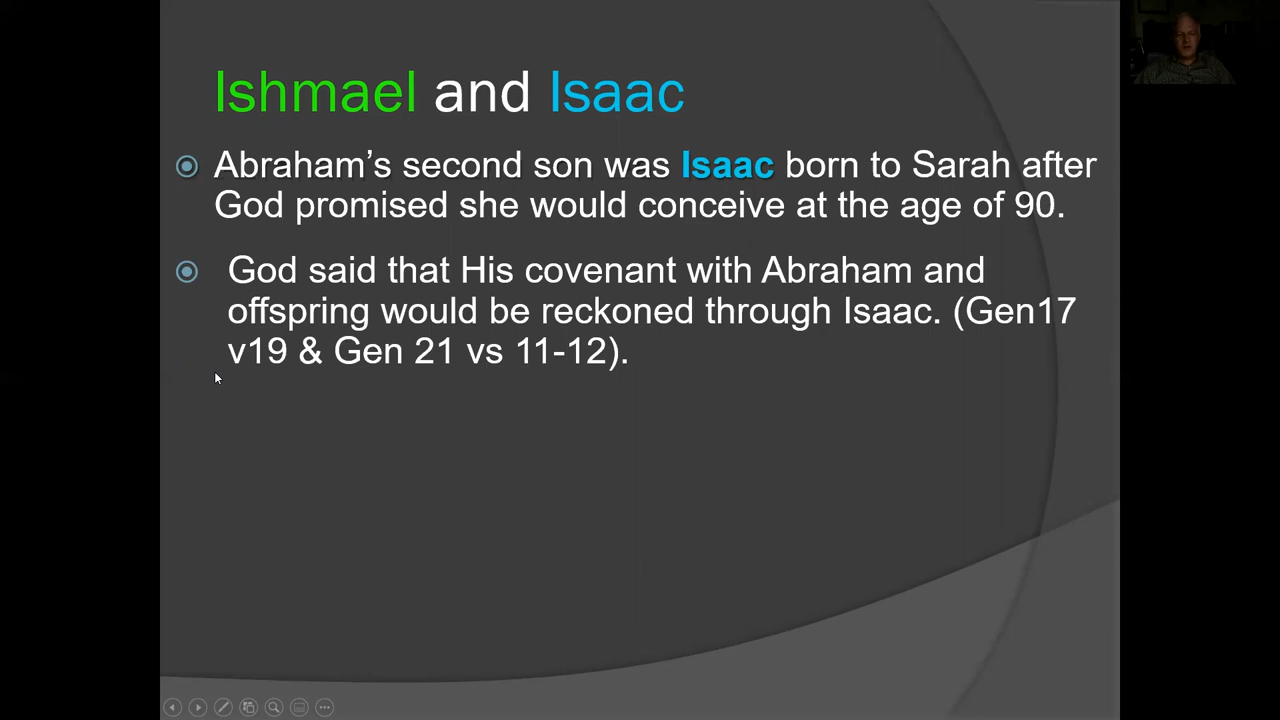 Ishmael and Isaac
Abraham’s second son was Isaac born to Sarah after
God promised she would conceive at the age of 90.
God said that His covenant with Abraham and
offspring would be reckoned through Isaac. (Gen17
v19 & Gen 21 vs 11-12).